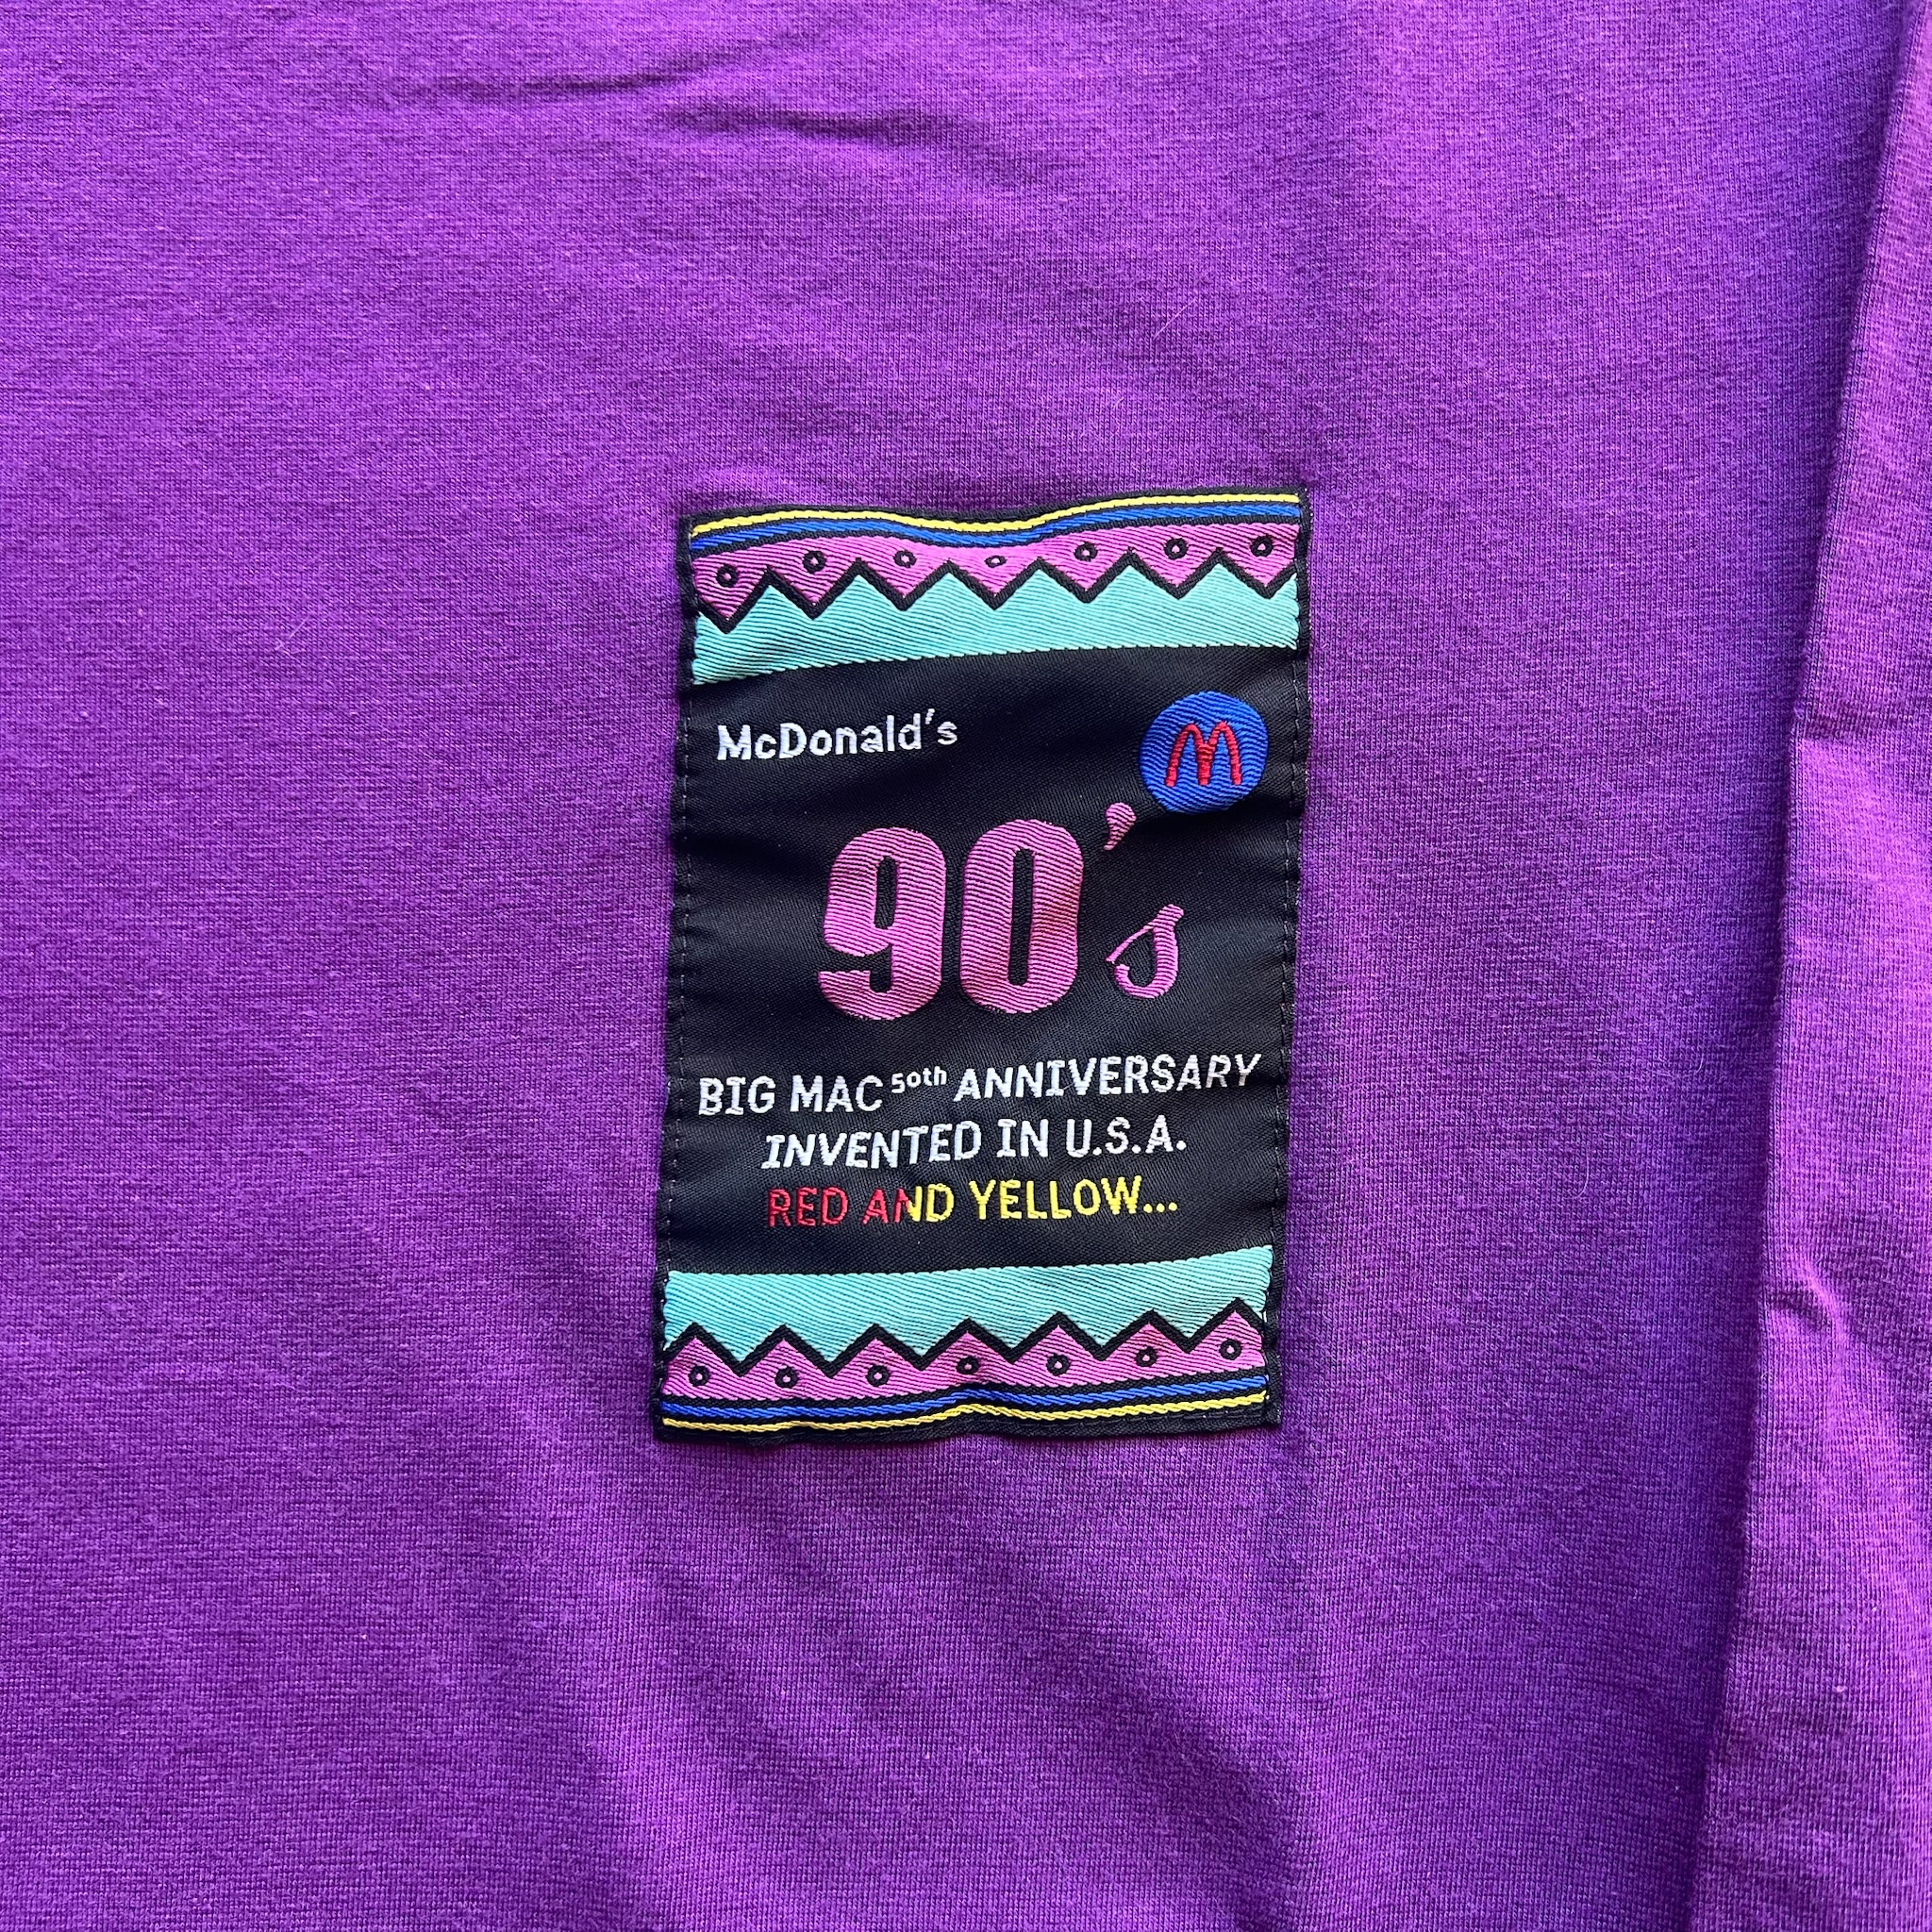 McDonald's
M
90's
BIG MAC 50th ANNIVERSARY
INVENTED IN U.S.A.
RED AND YELLOW...